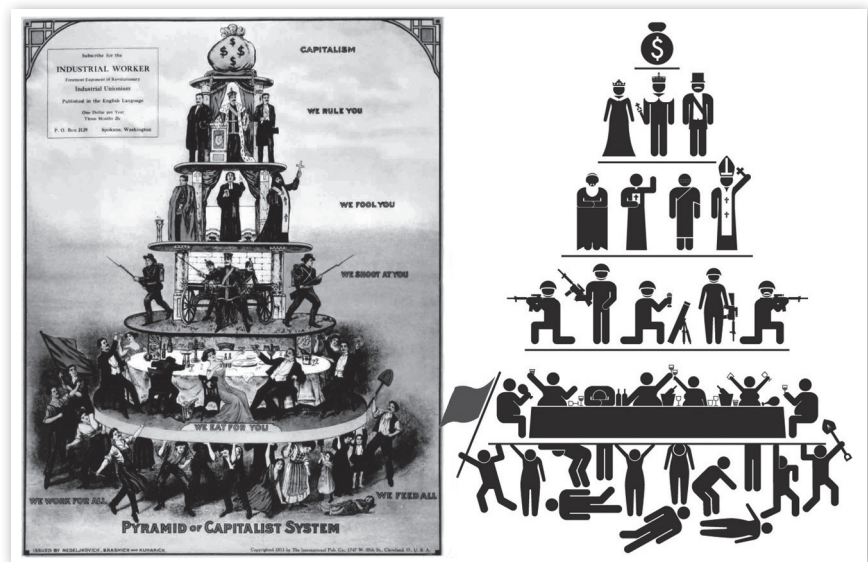 Subscribe for the
INDUSTRIAL WORKER
Foremost Exponent of Revolutionary
Industrial Unionism
Published in the English Language
One Dollar per Year
Three Months 25c
P. O. Box 2129 Spokane, Washington
CAPITALISM
WE RULE YOU
WE FOOL YOU
WE SHOOT AT YOU
WE EAT FOR YOU
WE WORK FOR ALL
WE FEED ALL
PYRAMID OF CAPITALIST SYSTEM
ISSUED BY NEDELJKOVICH, BRASHICH AND KUHARICH.
Copyrighted 1911 by The International Pub. Co., Cleveland, O., U. S. A.
$ $ $ $
$